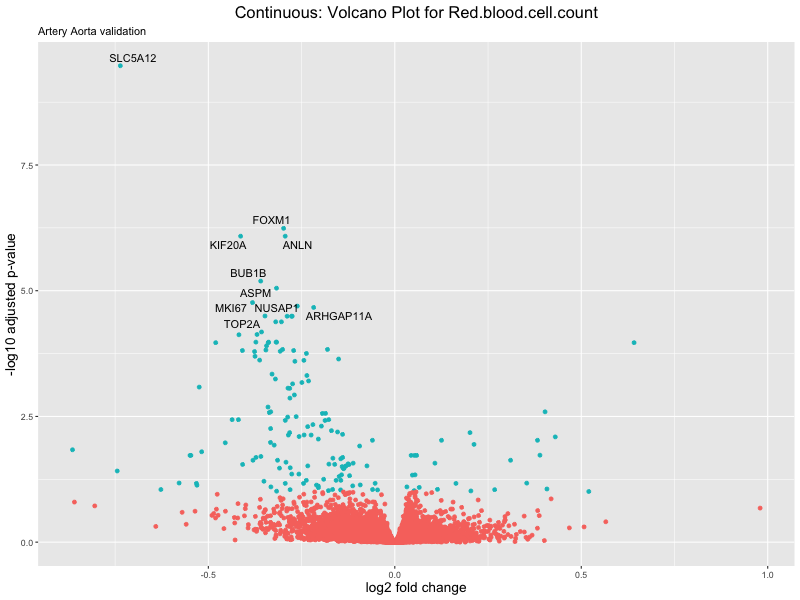 Continuous: Volcano Plot for Red.blood.cell.count
Artery Aorta validation
SLC5A12
7.5
FOXM1
KIF20A
ANLN
BUB1B
5.0
ASPM
MKI67
NUSAP1
ARHGAP11A
TOP2A
2.5
0.0
-log10 adjusted p-value
-0.5
0.0
0.5
1.0
log2 fold change